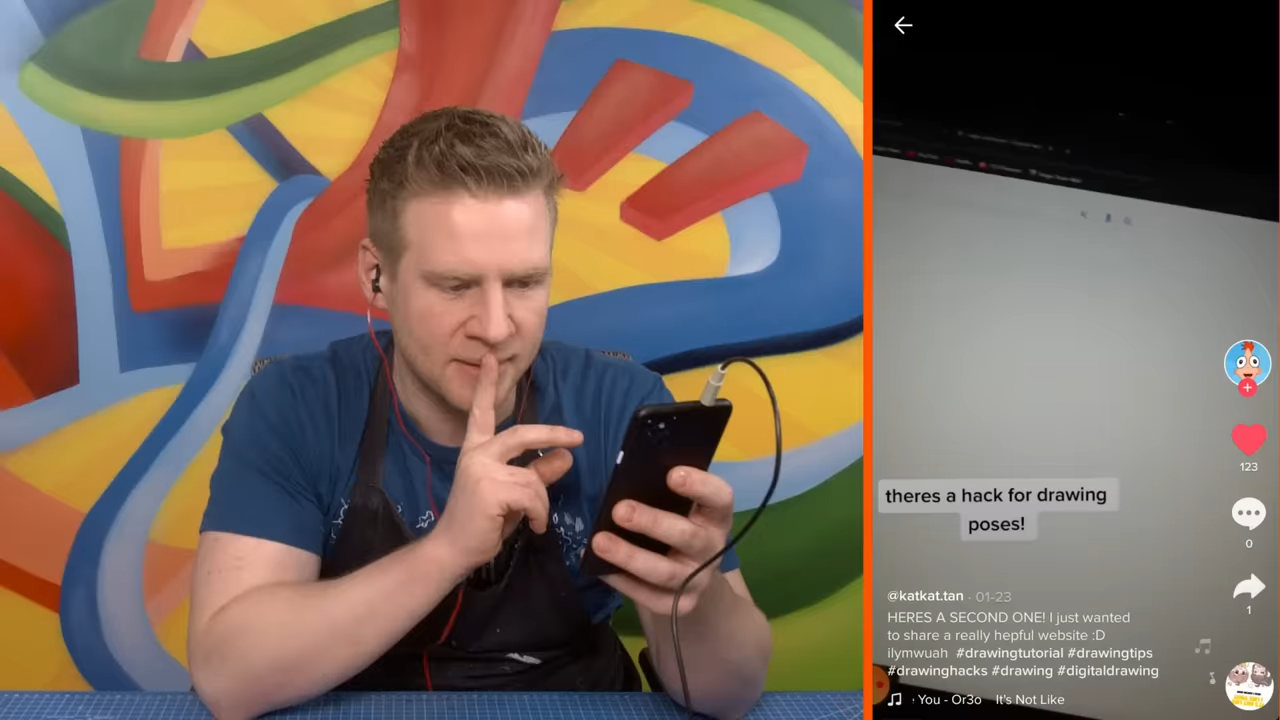 theres a hack for drawing
poses!
123
0
1
@katkat.tan · 01-23
HERES A SECOND ONE! I just wanted
to share a really hepful website :D
ilymwuah #drawingtutorial #drawingtips
#drawinghacks #drawing #digitaldrawing
You - Or3o It's Not Like